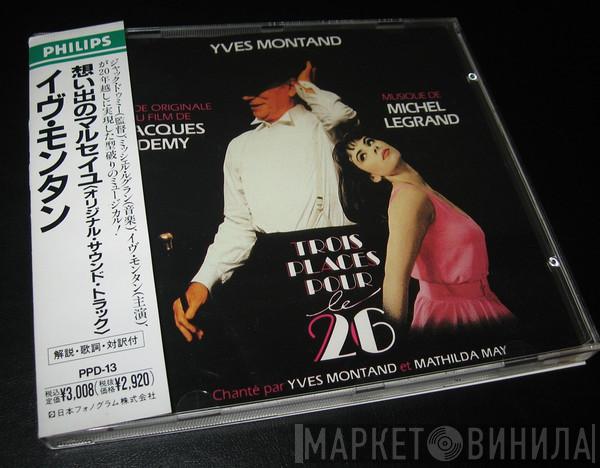 PHILIPS
想い出のマルセイユ〈オリジナル・サウンド・トラック〉
イヴ・モンタン
ジャック・ドゥミー(監督)、ミッシェル・ルグラン(音楽)、イヴ・モンタン(主演)、
が20年越しに実現した型破りのミュージカル!
解説・歌詞・対訳付
PPD-13
税込定価¥3,008(税抜価格¥2,920)
日本フォノグラム株式会社
YVES MONTAND
DE ORIGINALE
U FILM DE
ACQUES
DEMY
MUSIQUE DE
MICHEL
LEGRAND
TROIS
PLACES
POUR
le
26
Chanté par YVES MONTAND et MATHILDA MAY
МАРКЕТ ВИНИЛА